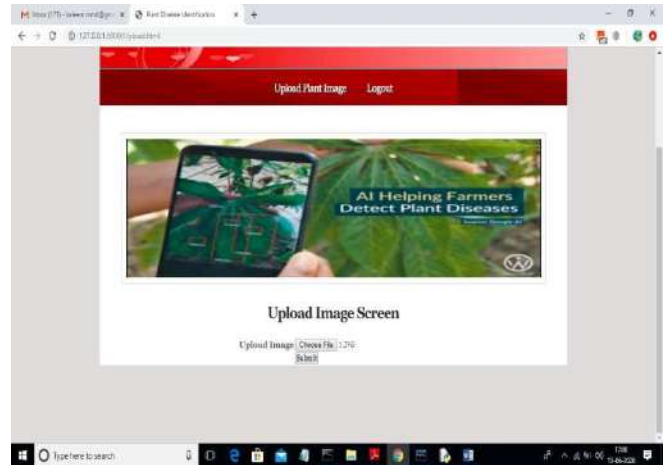 Plant Disease Identification
Upload Plant Image Logout
AI Helping Farmers
Detect Plant Diseases
Upload Image Screen
Upload Image Choose File
Submit
Type here to search